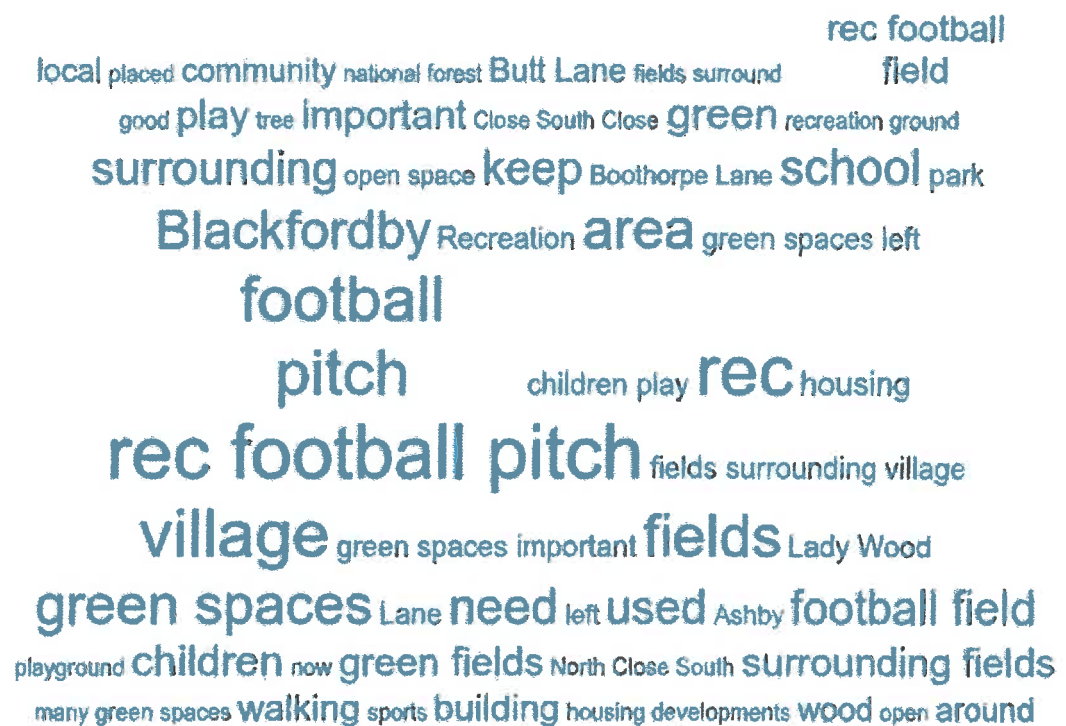 rec football
local placed community national forest Butt Lane fields surround field
good play tree important Close South Close green recreation ground
surrounding open space keep Boothorpe Lane school park
Blackfordby Recreation area green spaces left
football
pitch children play rec housing
rec football pitch fields surrounding village
village green spaces important fields Lady Wood
green spaces Lane need left used Ashby football field
playground children now green fields North Close South surrounding fields
many green spaces walking sports building housing developments wood open around